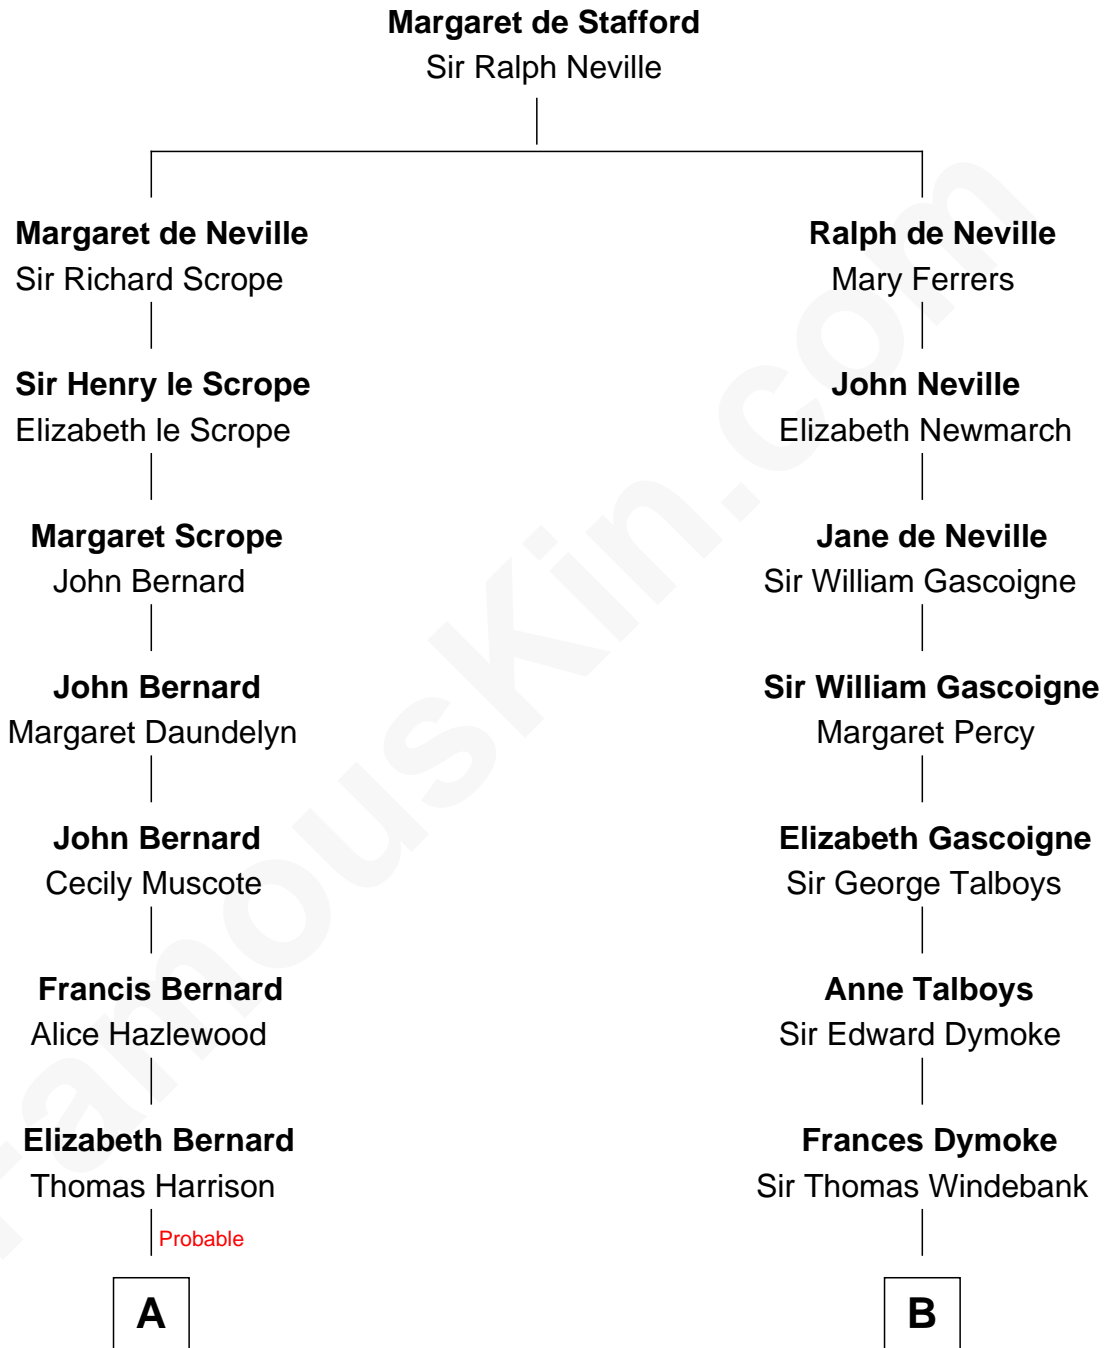 Margaret de Stafford
Sir Ralph Neville
Margaret de Neville
Sir Richard Scrope
Ralph de Neville
Mary Ferrers
Sir Henry le Scrope
Elizabeth le Scrope
John Neville
Elizabeth Newmarch
Margaret Scrope
John Bernard
Jane de Neville
Sir William Gascoigne
John Bernard
Margaret Daundelyn
Sir William Gascoigne
Margaret Percy
John Bernard
Cecily Muscote
Elizabeth Gascoigne
Sir George Talboys
Francis Bernard
Alice Hazlewood
Anne Talboys
Sir Edward Dymoke
Elizabeth Bernard
Thomas Harrison
Frances Dymoke
Sir Thomas Windebank
Probable
A
B
FamousKin.com